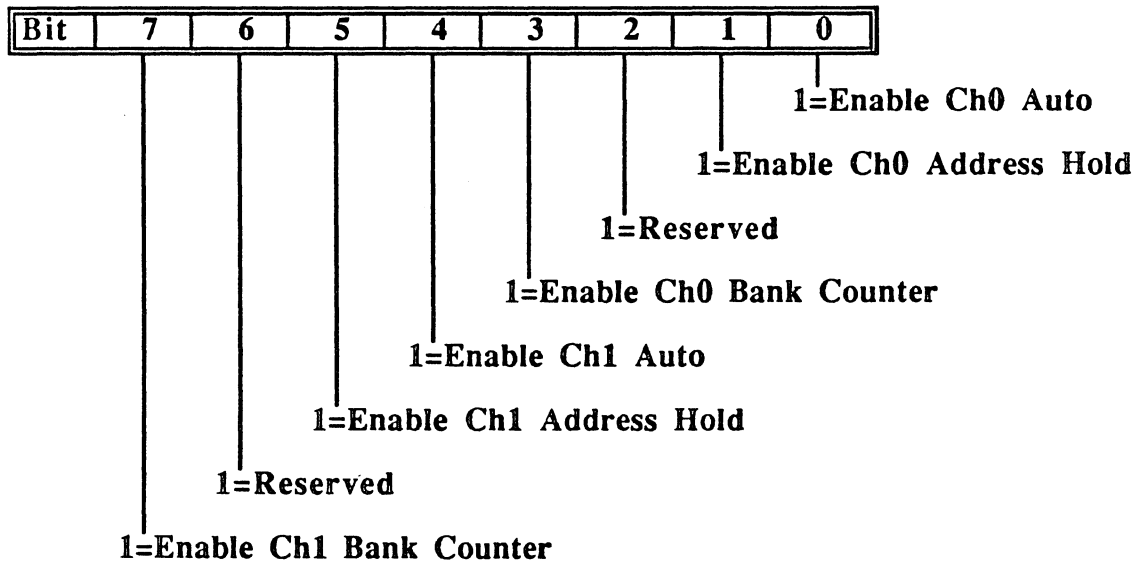 Bit 7 6 5 4 3 2 1 0
1=Enable Ch0 Auto
1=Enable Ch0 Address Hold
1=Reserved
1=Enable Ch0 Bank Counter
1=Enable Ch1 Auto
1=Enable Ch1 Address Hold
1=Reserved
1=Enable Ch1 Bank Counter